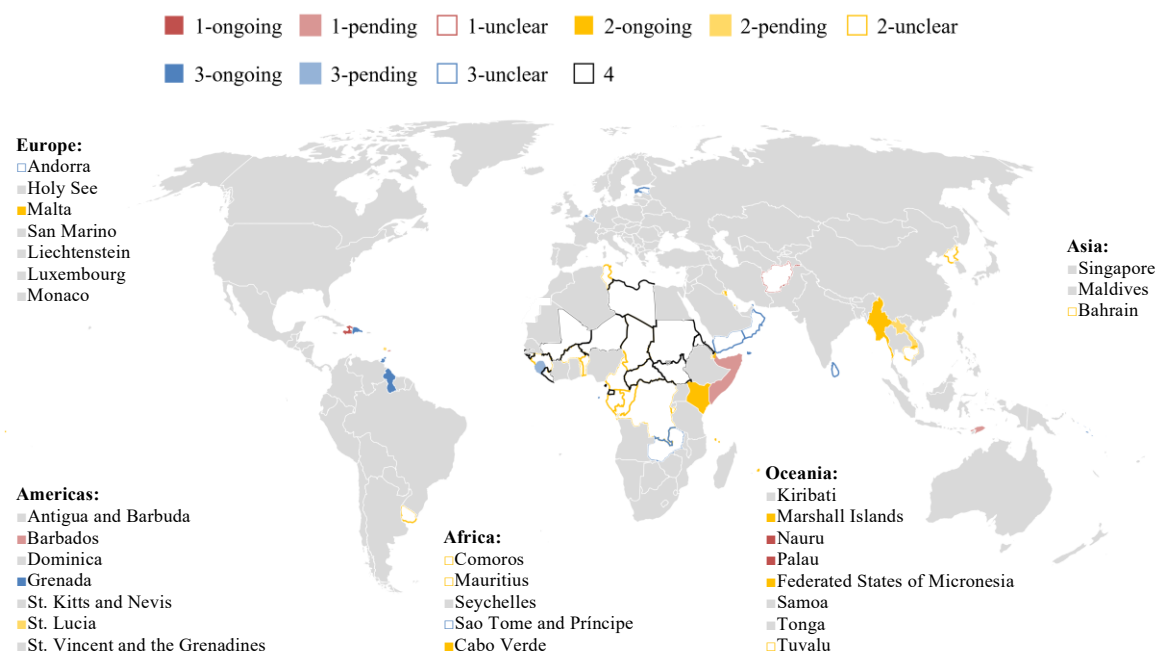 1-ongoing 1-pending 1-unclear 2-ongoing 2-pending 2-unclear
3-ongoing 3-pending 3-unclear 4
Europe:
Andorra
Holy See
Malta
San Marino
Liechtenstein
Luxembourg
Monaco
Asia:
Singapore
Maldives
Bahrain
Americas:
Antigua and Barbuda
Barbados
Dominica
Grenada
St. Kitts and Nevis
St. Lucia
St. Vincent and the Grenadines
Africa:
Comoros
Mauritius
Seychelles
Sao Tome and Príncipe
Cabo Verde
Oceania:
Kiribati
Marshall Islands
Nauru
Palau
Federated States of Micronesia
Samoa
Tonga
Tuvalu